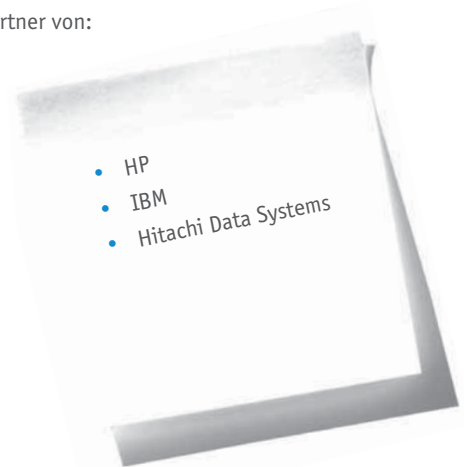 rtner von:
• HP
• IBM
• Hitachi Data Systems